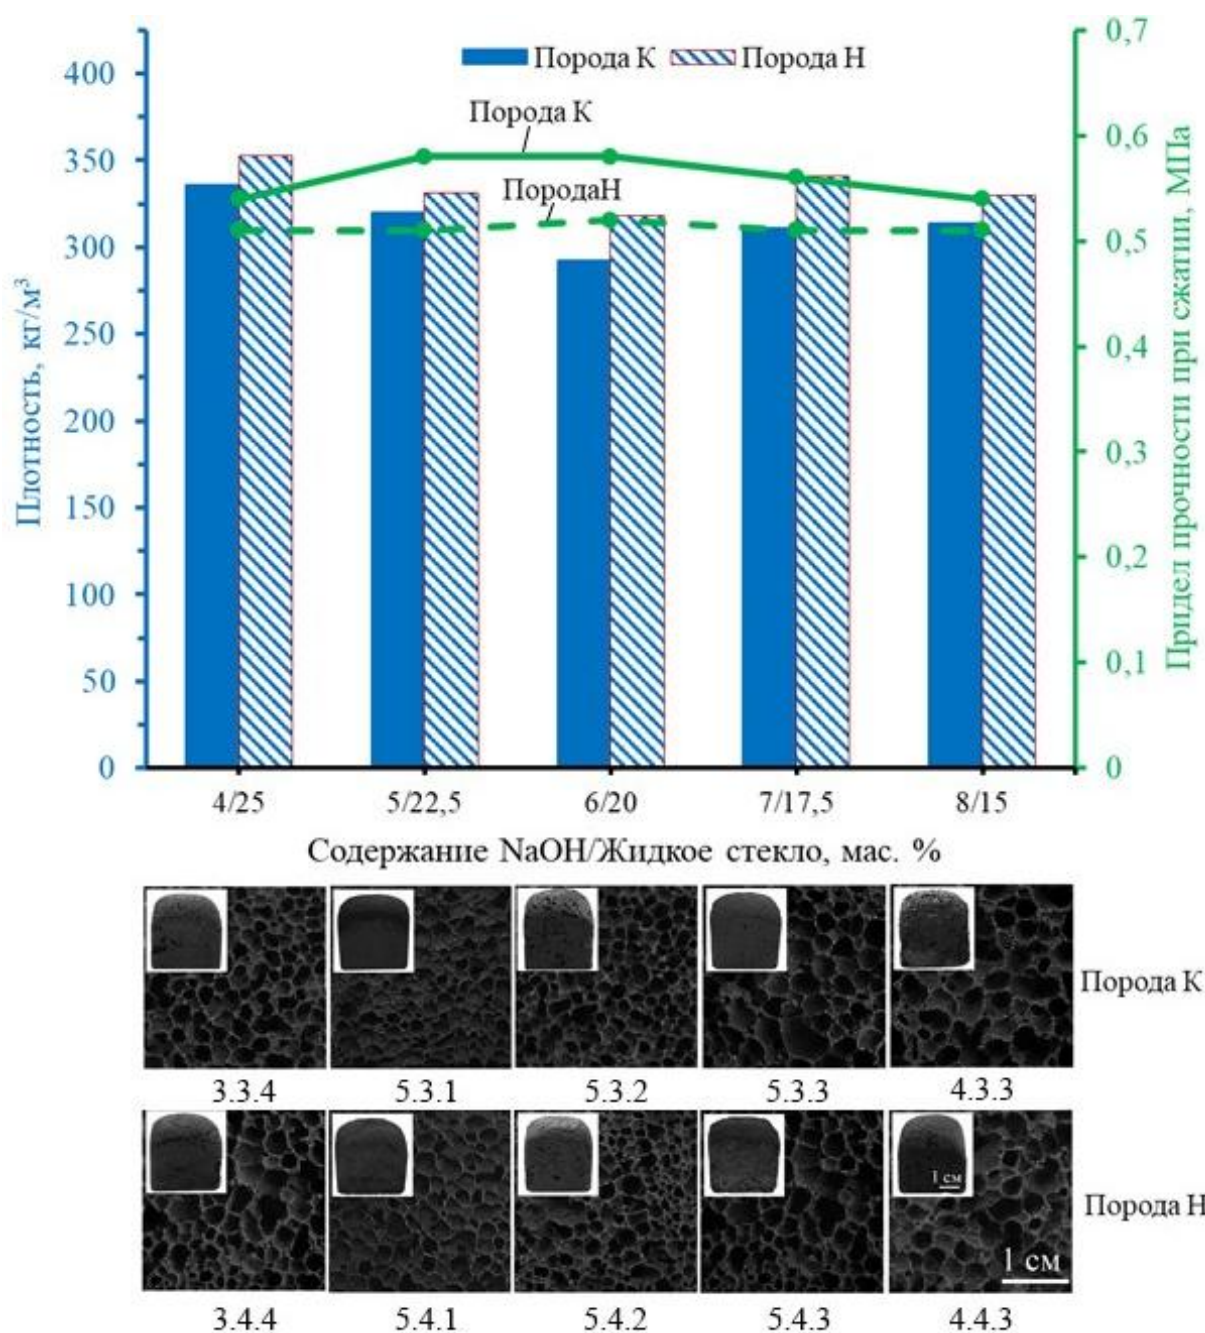 Порода К Порода Н
Порода К
ПородаН
Плотность, кг/м³
400
350
300
250
200
150
100
50
0
Придел прочности при сжатии, МПа
0,7
0,6
0,5
0,4
0,3
0,2
0,1
0
4/25 5/22,5 6/20 7/17,5 8/15
Содержание NaOH/Жидкое стекло, мас. %
Порода К
3.3.4 5.3.1 5.3.2 5.3.3 4.3.3
1 см
Порода Н
1 см
3.4.4 5.4.1 5.4.2 5.4.3 4.4.3